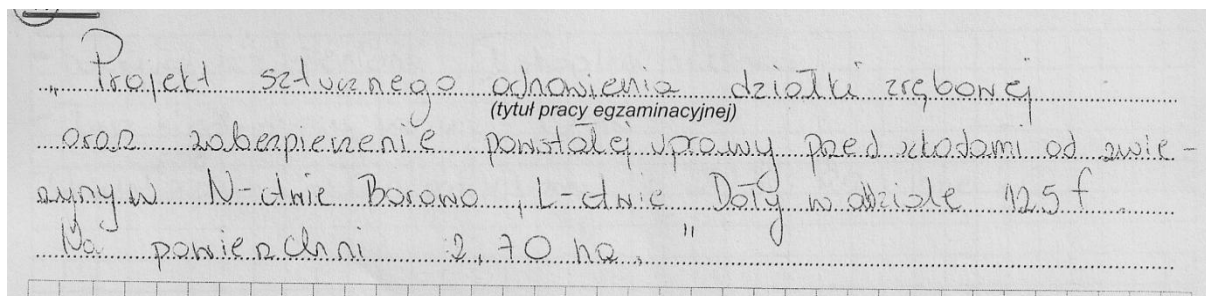 „Projekt sztucznego odnowienia działki zrębowej
(tytuł pracy egzaminacyjnej)
oraz zabezpieczenie powstałej uprawy przed szkodami od zwie-
rzyny w N-ctwie Borowo, L-ctwie Doły w oddziale 125 f.
Na powierzchni 2,70 ha."